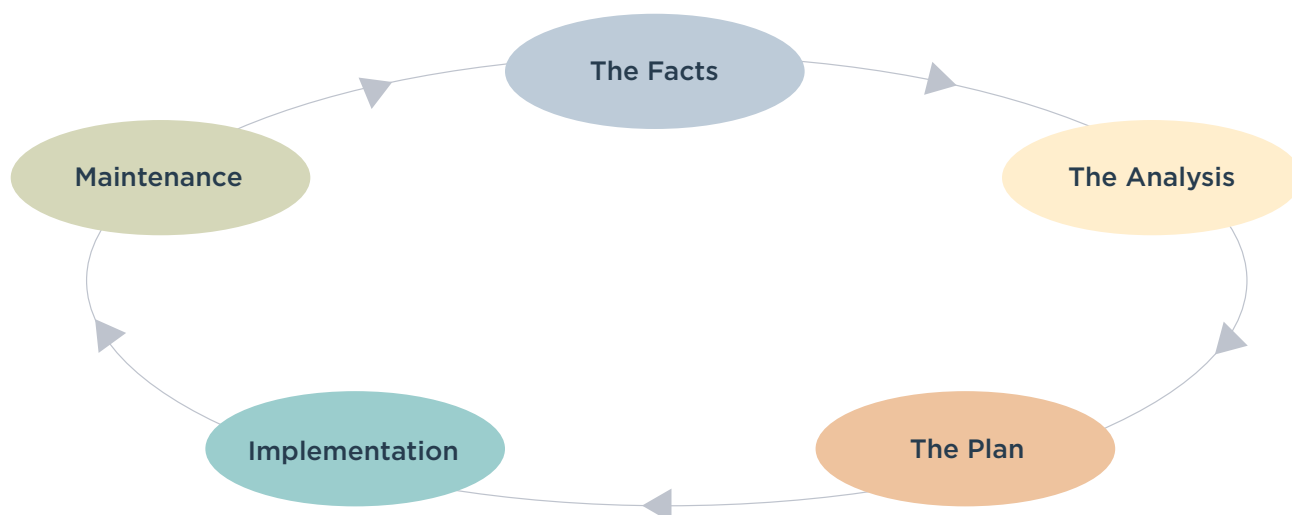 The Facts
Maintenance
The Analysis
Implementation
The Plan